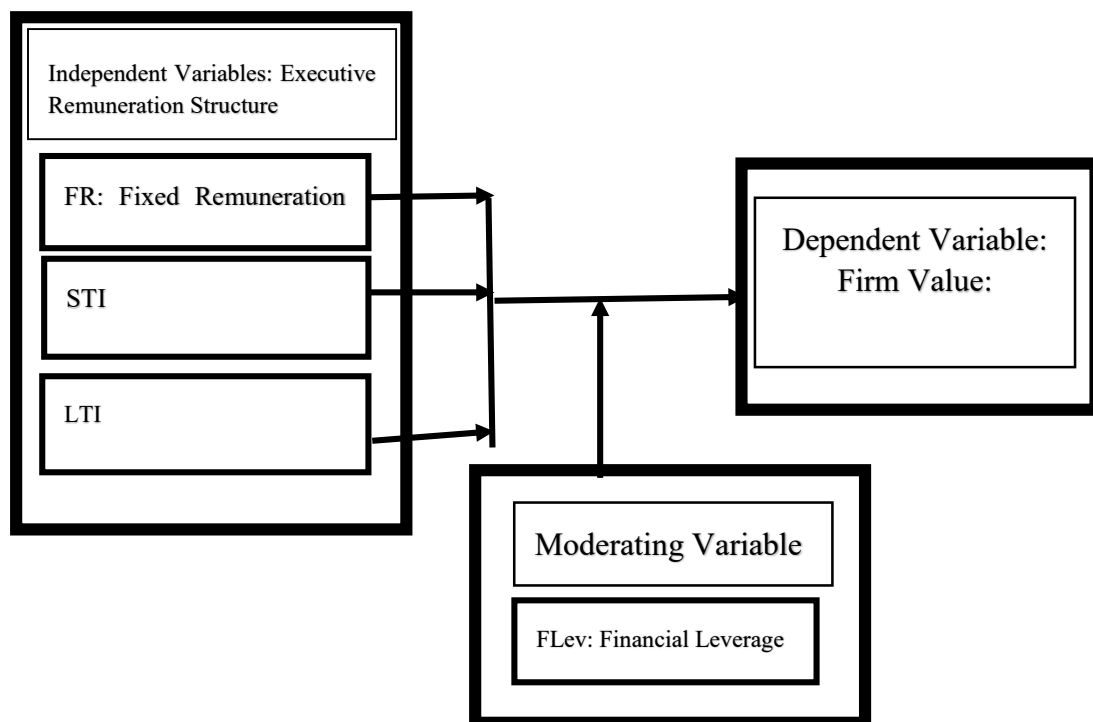 Independent Variables: Executive
Remuneration Structure
FR: Fixed Remuneration
STI
LTI
Dependent Variable:
Firm Value:
Moderating Variable
FLev: Financial Leverage